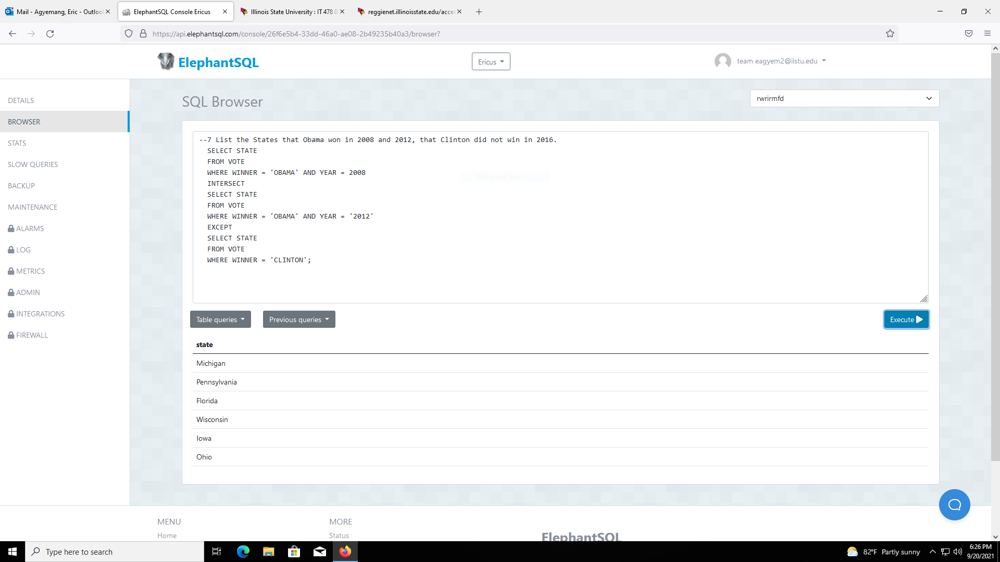 Mail - Agyemang, Eric - Outloo
ElephantSQL Console Ericus
Illinois State University : IT 478 0
reggienet.illinoisstate.edu/acce
https://api.elephantsql.com/console/26f6e5b4-33dd-46a0-ae08-2b49235b40a3/browser?
ElephantSQL
Ericus
team eagyem2@ilstu.edu
DETAILS
BROWSER
STATS
SLOW QUERIES
BACKUP
MAINTENANCE
ALARMS
LOG
METRICS
ADMIN
INTEGRATIONS
FIREWALL
SQL Browser
rwrirmfd
--7 List the States that Obama won in 2008 and 2012, that Clinton did not win in 2016.
SELECT STATE
FROM VOTE
WHERE WINNER = 'OBAMA' AND YEAR = 2008
INTERSECT
SELECT STATE
FROM VOTE
WHERE WINNER = 'OBAMA' AND YEAR = '2012'
EXCEPT
SELECT STATE
FROM VOTE
WHERE WINNER = 'CLINTON';
Full-screen Snip
Table queries
Previous queries
Execute
state
Michigan
Pennsylvania
Florida
Wisconsin
Iowa
Ohio
MENU
Home
MORE
Status
ElephantSQL
Type here to search
82°F Partly sunny
6:26 PM
9/20/2021